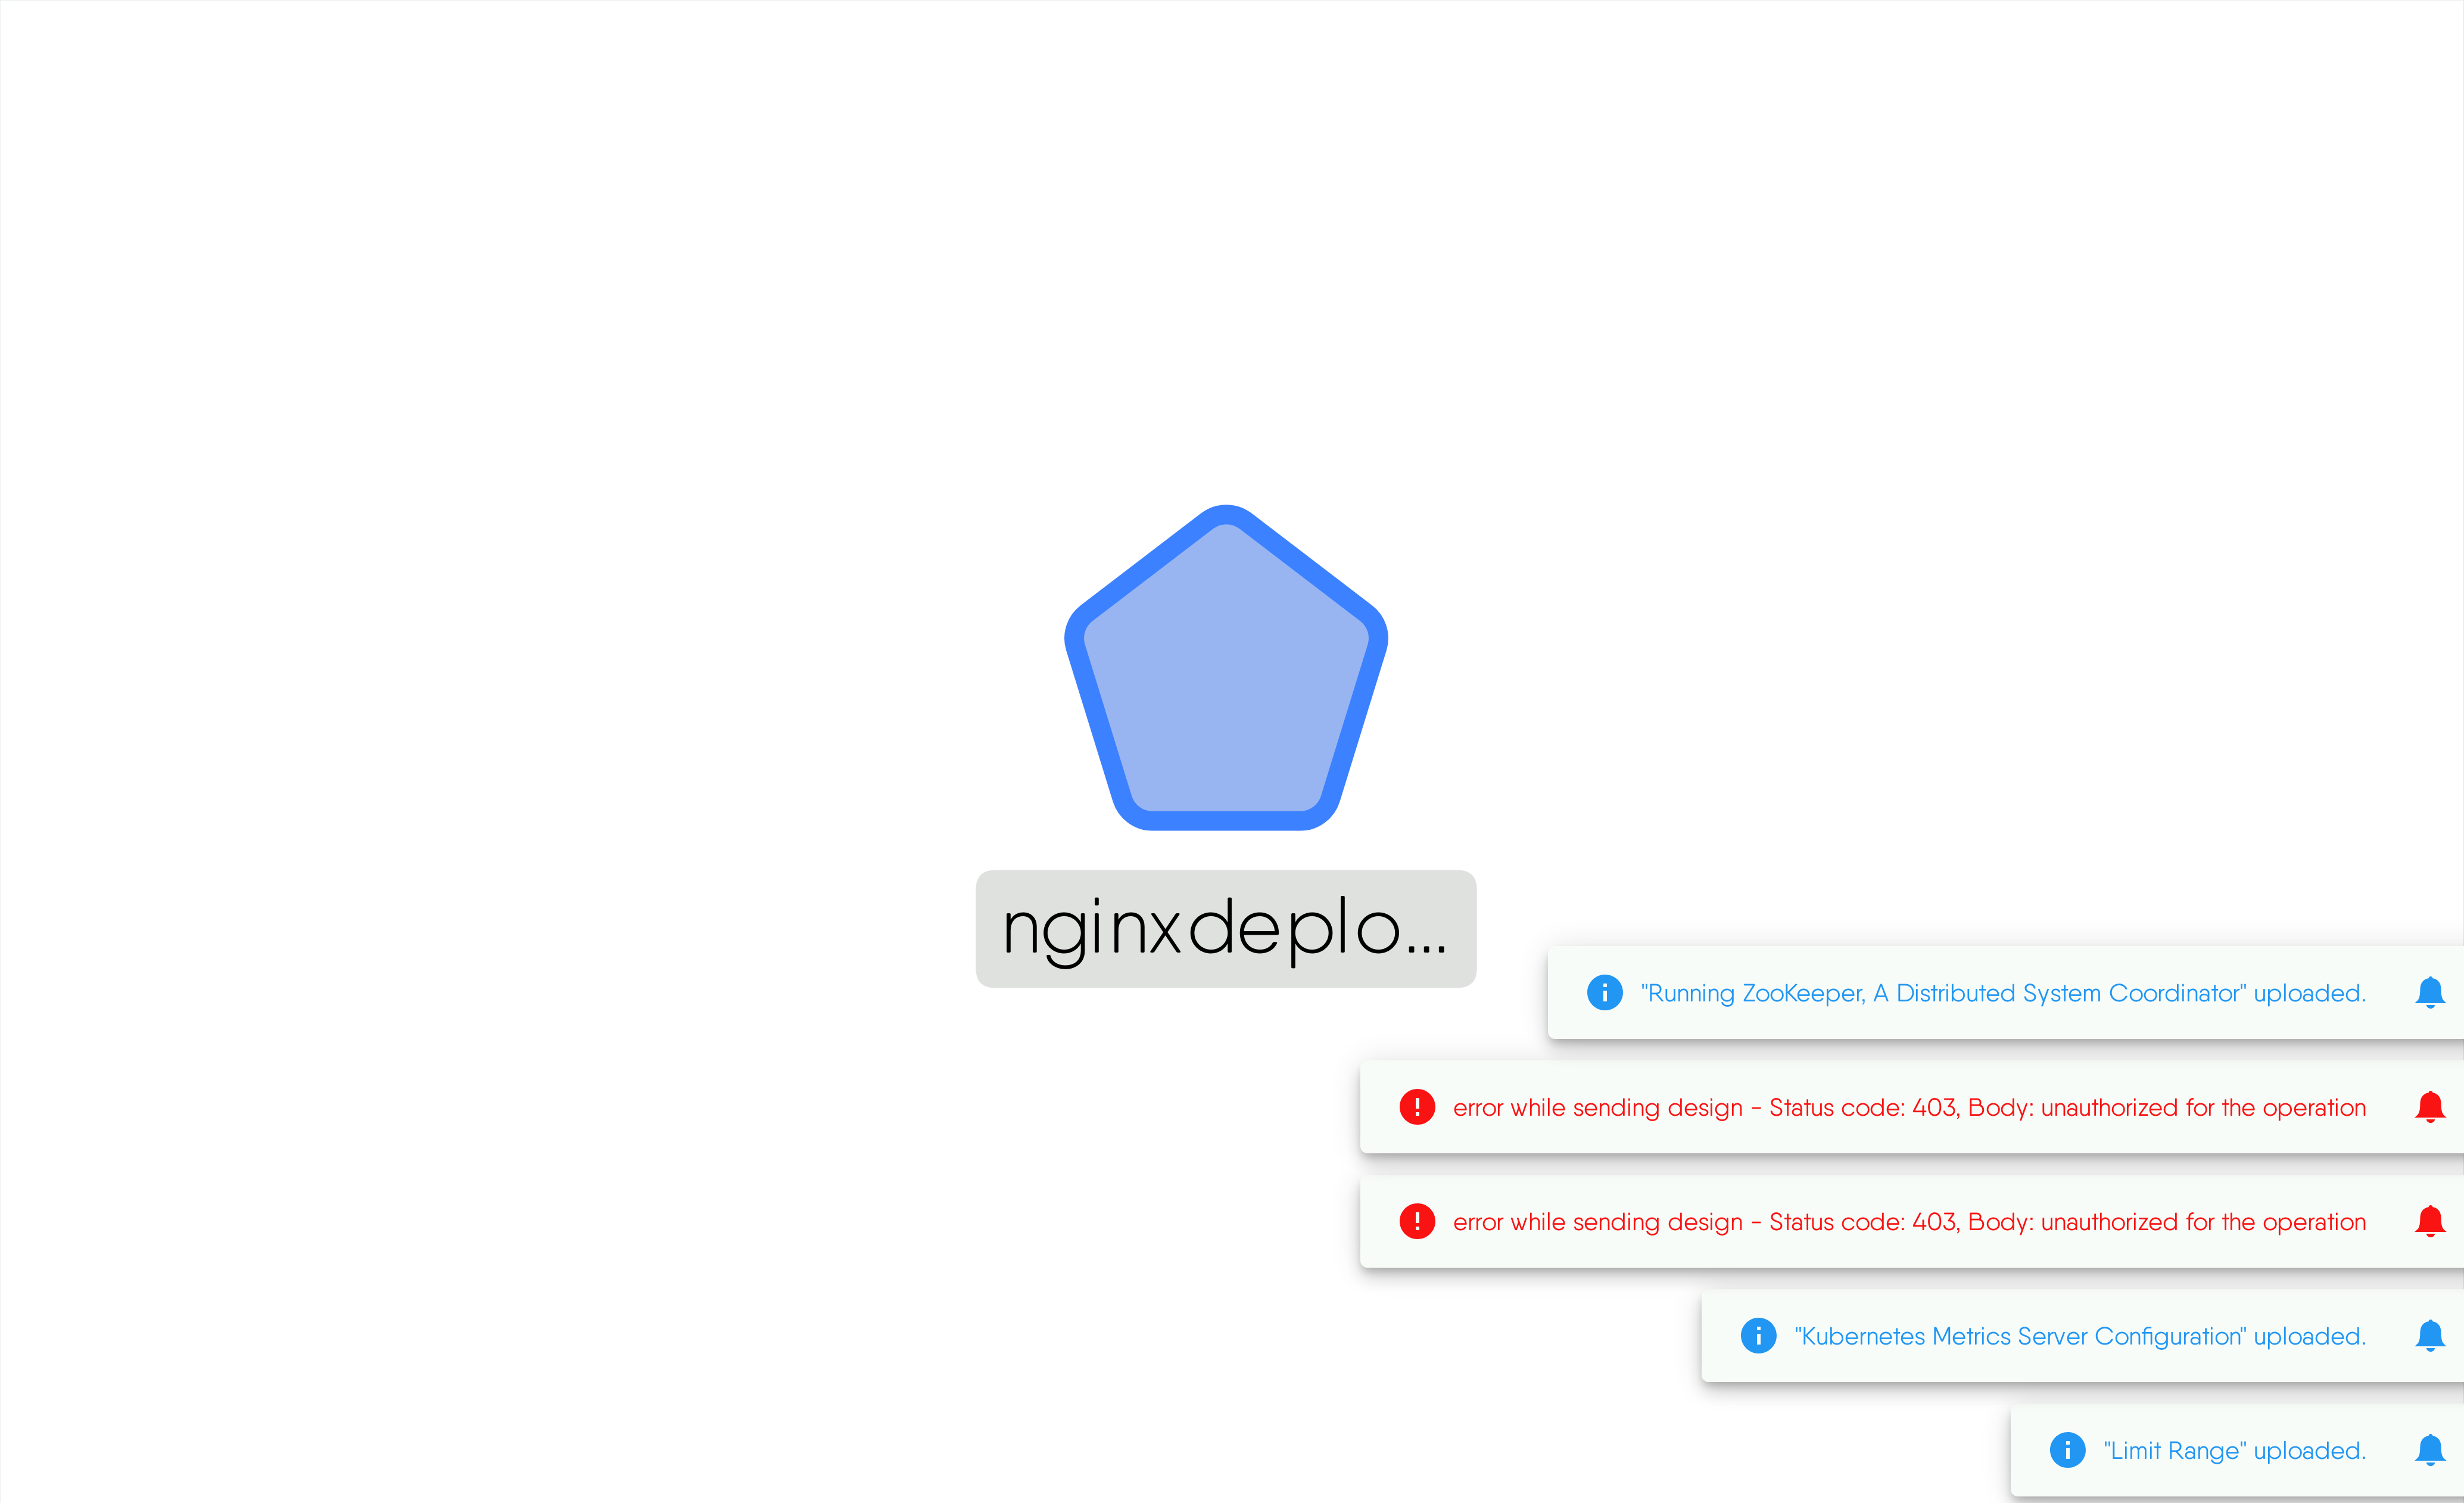 nginxdeplo...
"Running ZooKeeper, A Distributed System Coordinator" uploaded.
error while sending design - Status code: 403, Body: unauthorized for the operation
error while sending design - Status code: 403, Body: unauthorized for the operation
"Kubernetes Metrics Server Configuration" uploaded.
"Limit Range" uploaded.